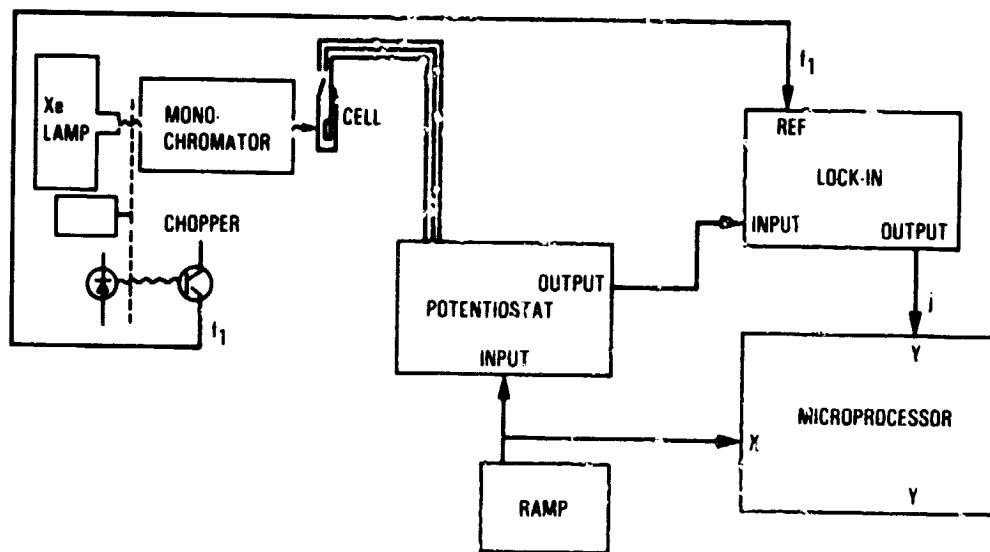 Xe
LAMP
MONO-
CHROMATOR
CELL
CHOPPER
f1
f1
REF
LOCK-IN
INPUT
OUTPUT
OUTPUT
POTENTIOSTAT
INPUT
j
Y
MICROPROCESSOR
X
Y
RAMP